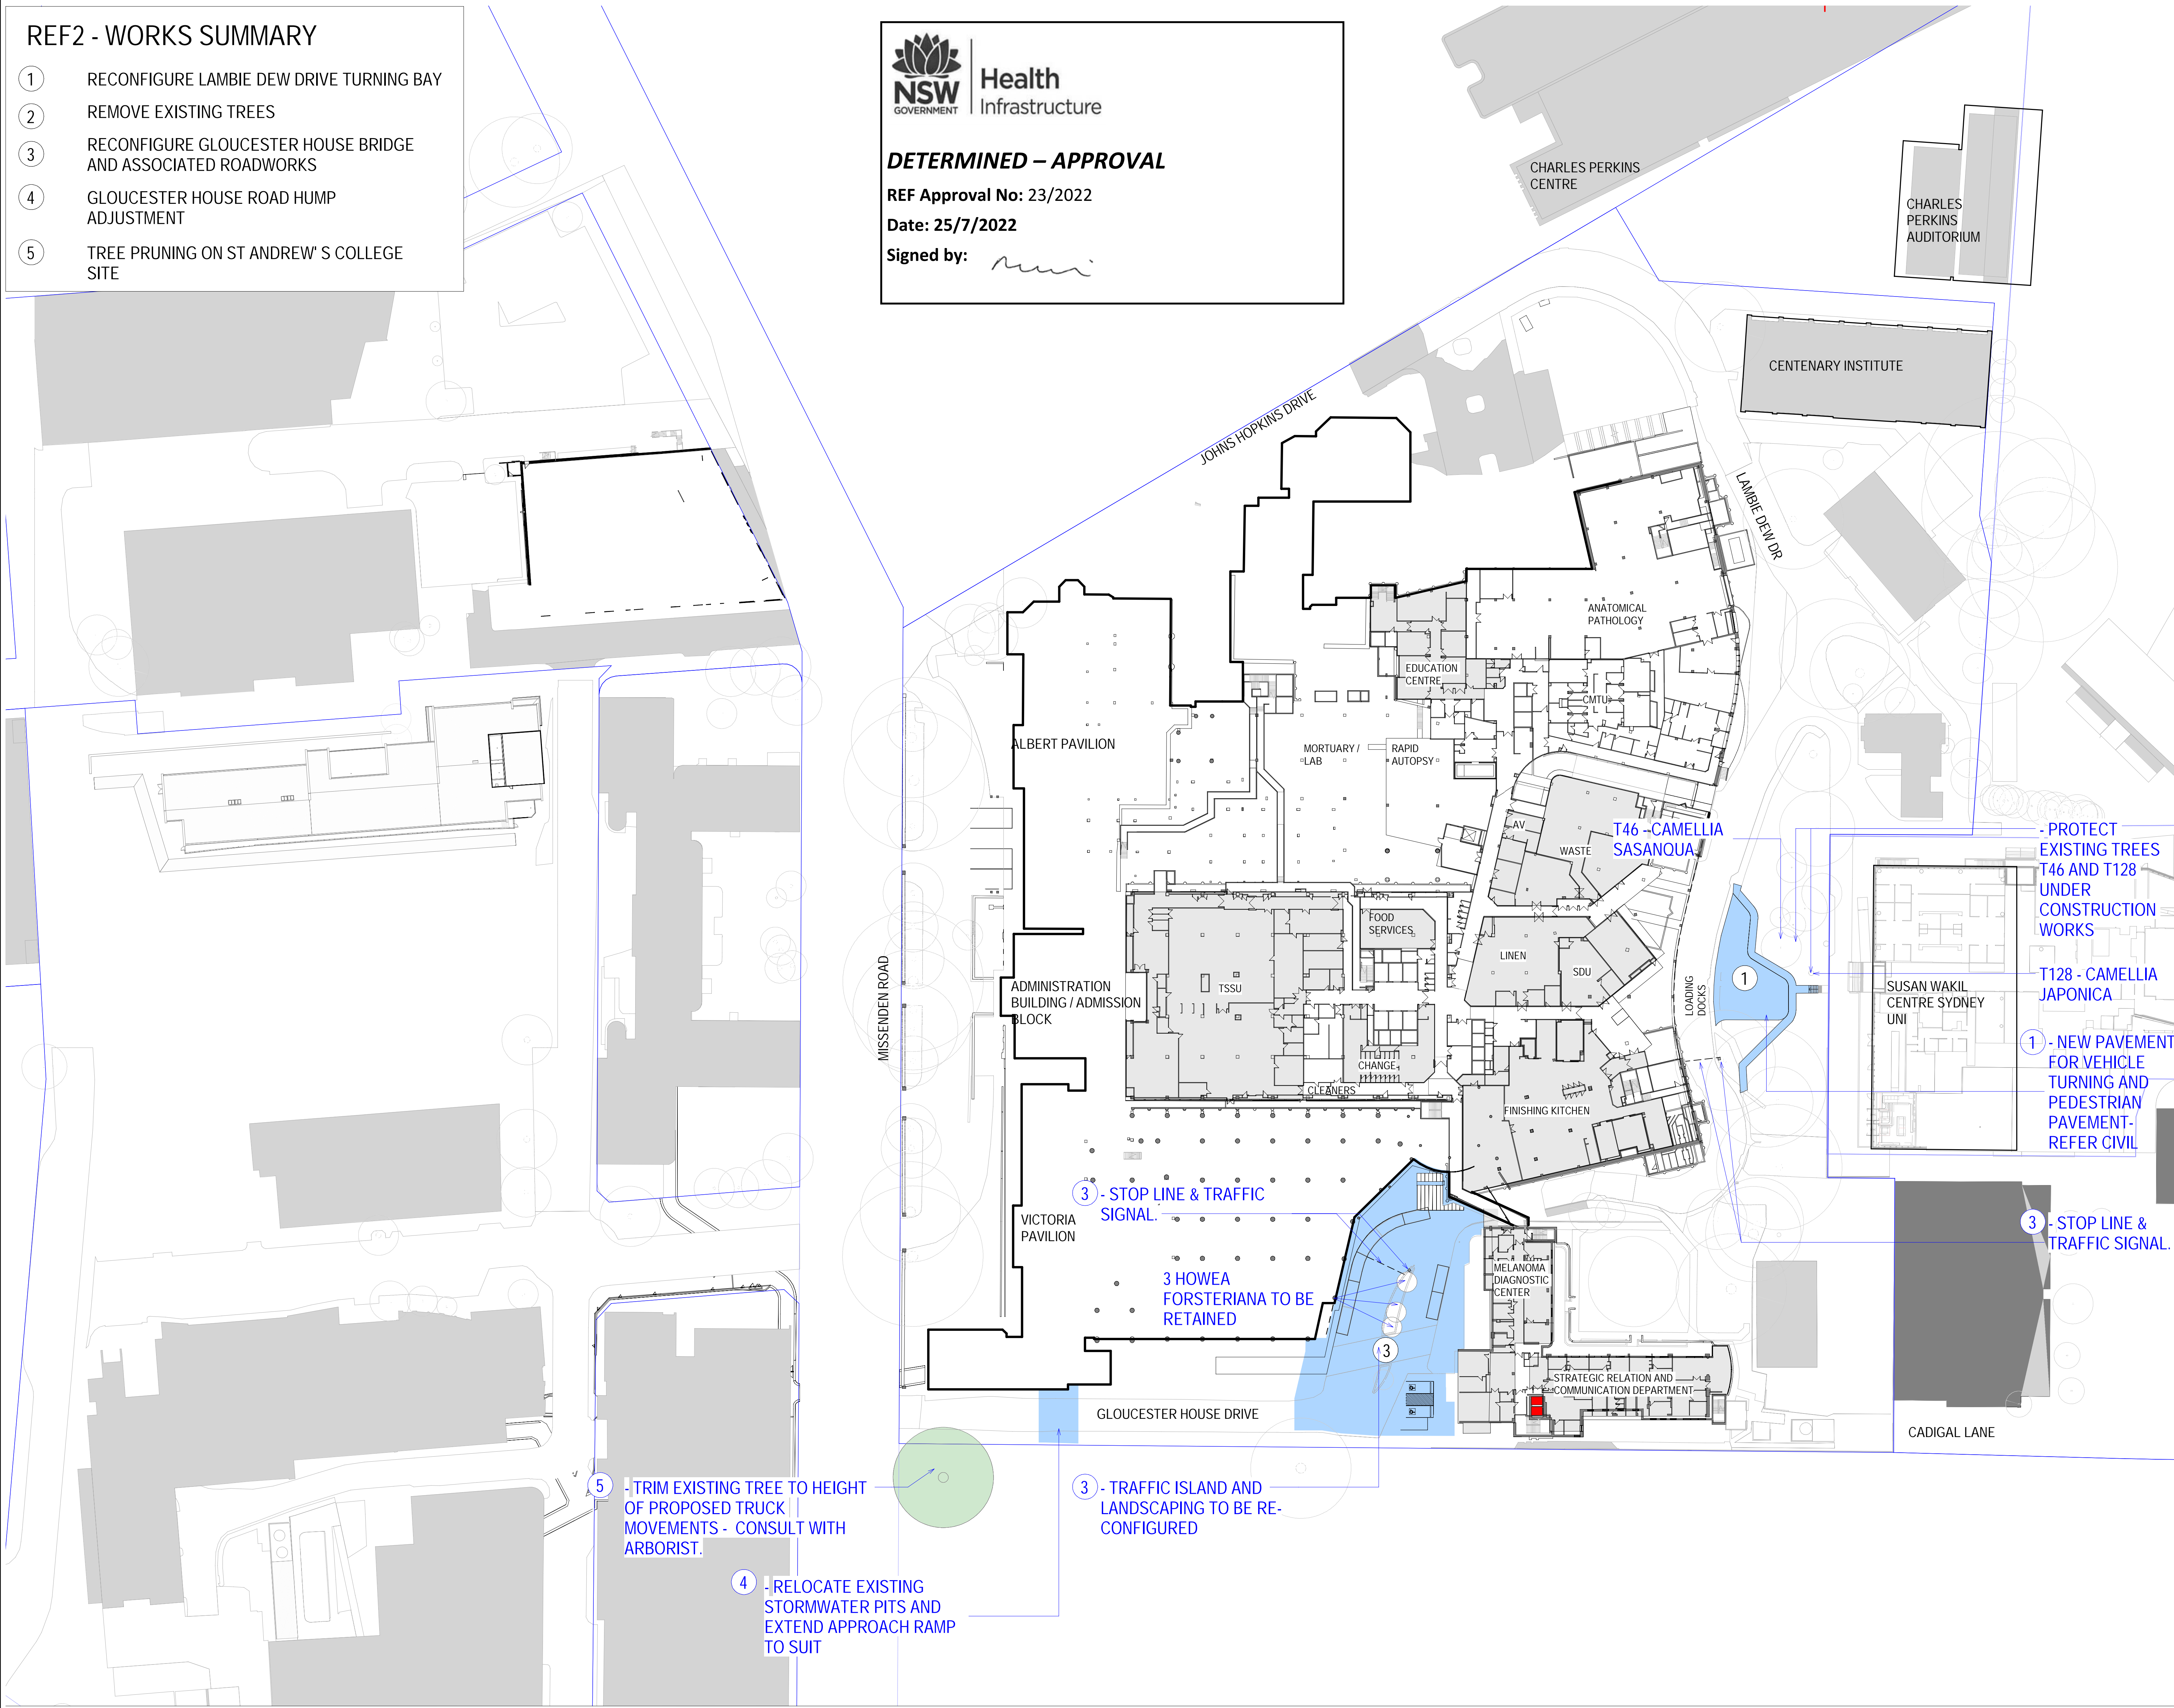 REF2 - WORKS SUMMARY
1 RECONFIGURE LAMBIE DEW DRIVE TURNING BAY
2 REMOVE EXISTING TREES
3 RECONFIGURE GLOUCESTER HOUSE BRIDGE
AND ASSOCIATED ROADWORKS
4 GLOUCESTER HOUSE ROAD HUMP
ADJUSTMENT
5 TREE PRUNING ON ST ANDREW' S COLLEGE
SITE
NSW
GOVERNMENT
Health
Infrastructure
DETERMINED – APPROVAL
REF Approval No: 23/2022
Date: 25/7/2022
Signed by:
CHARLES PERKINS
CENTRE
CHARLES
PERKINS
AUDITORIUM
CENTENARY INSTITUTE
JOHNS HOPKINS DRIVE
LAMBIE DEW DR
ANATOMICAL
PATHOLOGY
EDUCATION
CENTRE
CMTU
ALBERT PAVILION
MORTUARY /
LAB
RAPID
AUTOPSY
AV
WASTE
T46 - CAMELLIA
SASANQUA
- PROTECT
EXISTING TREES
T46 AND T128
UNDER
CONSTRUCTION
WORKS
FOOD
SERVICES
LINEN
SDU
TSSU
MISSENDEN ROAD
ADMINISTRATION
BUILDING / ADMISSION
BLOCK
LOADING
DOCKS
1
SUSAN WAKIL
CENTRE SYDNEY
UNI
T128 - CAMELLIA
JAPONICA
1 - NEW PAVEMENT
FOR VEHICLE
TURNING AND
PEDESTRIAN
PAVEMENT-
REFER CIVIL
CHANGE
CLEANERS
FINISHING KITCHEN
3 - STOP LINE & TRAFFIC
SIGNAL.
VICTORIA
PAVILION
3 - STOP LINE &
TRAFFIC SIGNAL.
3 HOWEA
FORSTERIANA TO BE
RETAINED
MELANOMA
DIAGNOSTIC
CENTER
3
STRATEGIC RELATION AND
COMMUNICATION DEPARTMENT
GLOUCESTER HOUSE DRIVE
CADIGAL LANE
5 - TRIM EXISTING TREE TO HEIGHT
OF PROPOSED TRUCK
MOVEMENTS - CONSULT WITH
ARBORIST.
3 - TRAFFIC ISLAND AND
LANDSCAPING TO BE RE-
CONFIGURED
4 - RELOCATE EXISTING
STORMWATER PITS AND
EXTEND APPROACH RAMP
TO SUIT